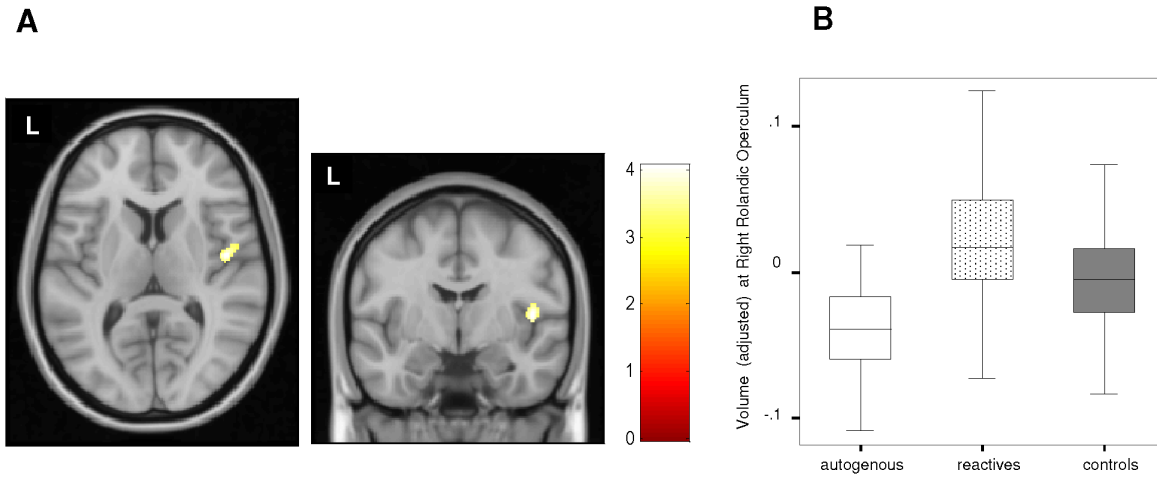 A
B
L
L
4
3
2
1
0
Volume (adjusted) at Right Rolandic Operculum
.1
0
-.1
autogenous reactives controls